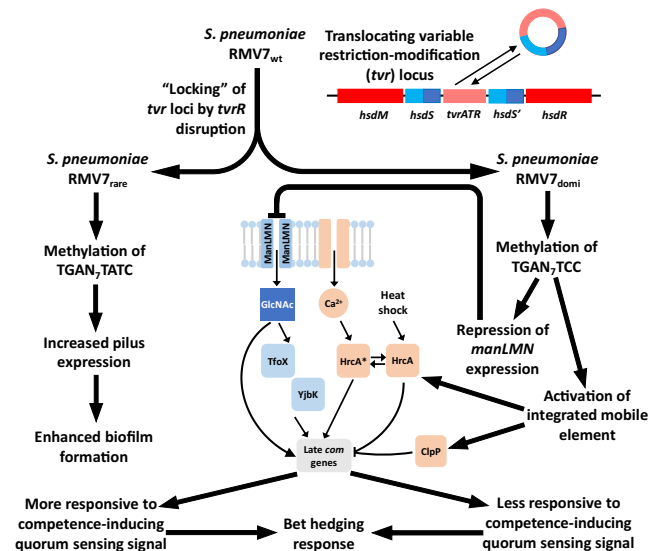 S. pneumoniae
RMV7wt
Translocating variable
restriction-modification
(tvr) locus
hsdM hsdS tvrATR hsdS' hsdR
"Locking" of
tvr loci by tvrR
disruption
S. pneumoniae
RMV7rare
S. pneumoniae
RMV7domi
Methylation of
TGAN7TATC
Increased pilus
expression
Enhanced biofilm
formation
ManLMN
ManLMN
GlcNAc
TfoX
YjbK
Ca2+
Heat
shock
HrcA*
HrcA
ClpP
Late com
genes
Methylation of
TGAN7TCC
Repression of
manLMN
expression
Activation of
integrated mobile
element
More responsive to
competence-inducing
quorum sensing signal
Bet hedging
response
Less responsive to
competence-inducing
quorum sensing signal